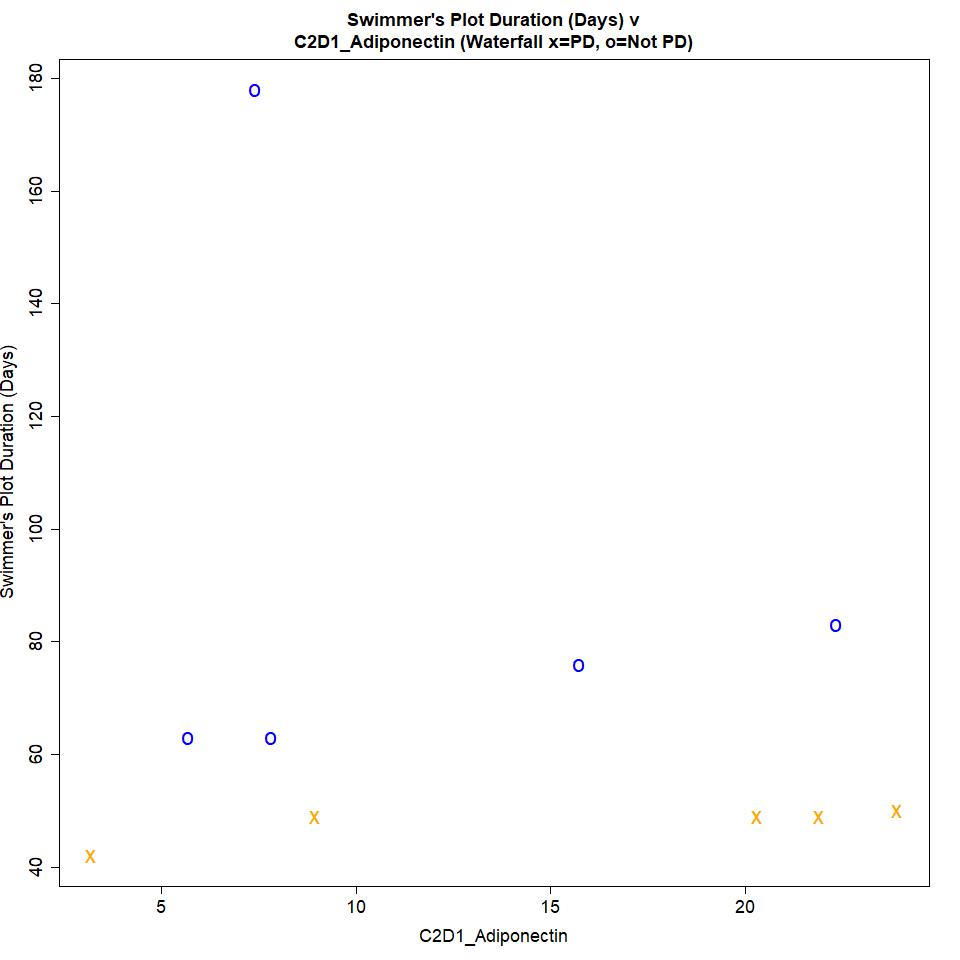 Swimmer's Plot Duration (Days) v
C2D1_Adiponectin (Waterfall x=PD, o=Not PD)
Swimmer's Plot Duration (Days)
180
160
140
120
100
80
60
40
O
O
O
O
O
X
X
X
X
X
5
10
15
20
C2D1_Adiponectin